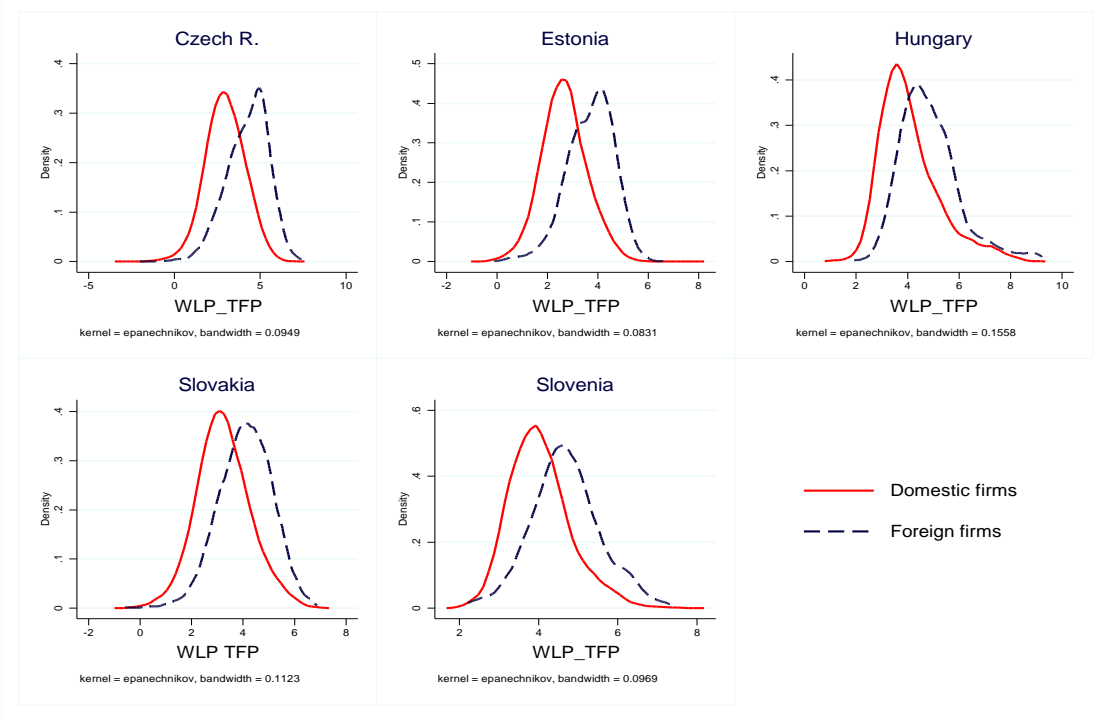 Czech R.
Density
0 .1 .2 .3 .4
-5 0 5 10
WLP_TFP
kernel = epanechnikov, bandwidth = 0.0949
Estonia
Density
0 .1 .2 .3 .4 .5
-2 0 2 4 6 8
WLP_TFP
kernel = epanechnikov, bandwidth = 0.0831
Hungary
Density
0 .1 .2 .3 .4
0 2 4 6 8 10
WLP_TFP
kernel = epanechnikov, bandwidth = 0.1558
Slovakia
Density
0 .1 .2 .3 .4
-2 0 2 4 6 8
WLP TFP
kernel = epanechnikov, bandwidth = 0.1123
Slovenia
Density
0 .2 .4 .6
2 4 6 8
WLP_TFP
kernel = epanechnikov, bandwidth = 0.0969
Domestic firms
Foreign firms